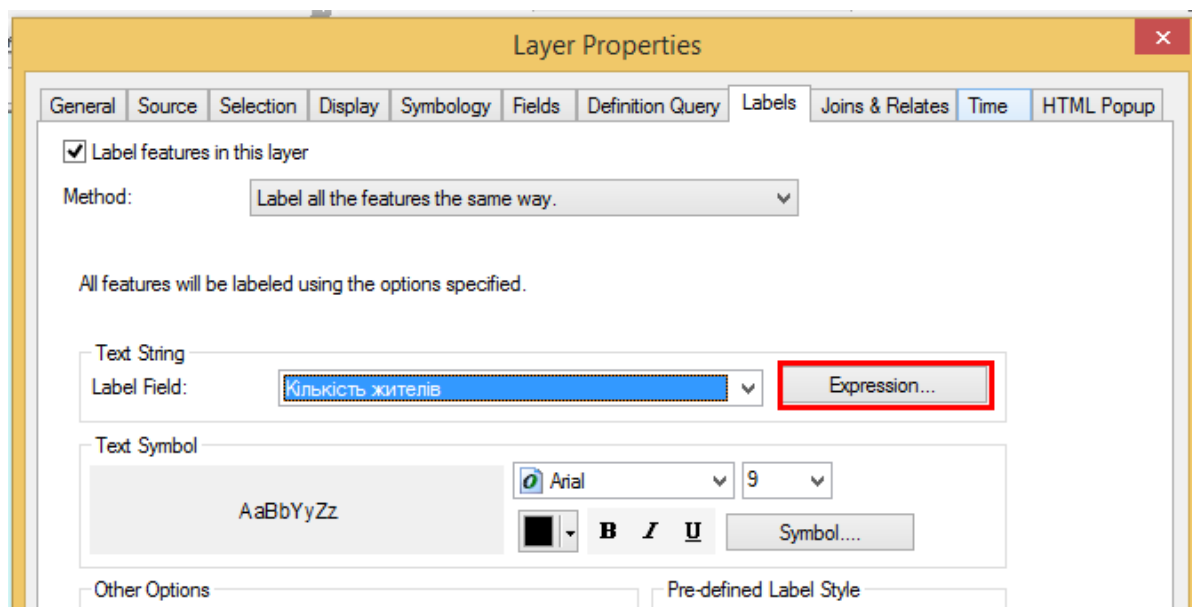 Layer Properties
General Source Selection Display Symbology Fields Definition Query Labels Joins & Relates Time HTML Popup
Label features in this layer
Method: Label all the features the same way.
All features will be labeled using the options specified.
Text String
Label Field: Кількість жителів Expression...
Text Symbol
AaBbYyZz
Arial 9
B I U Symbol....
Other Options Pre-defined Label Style